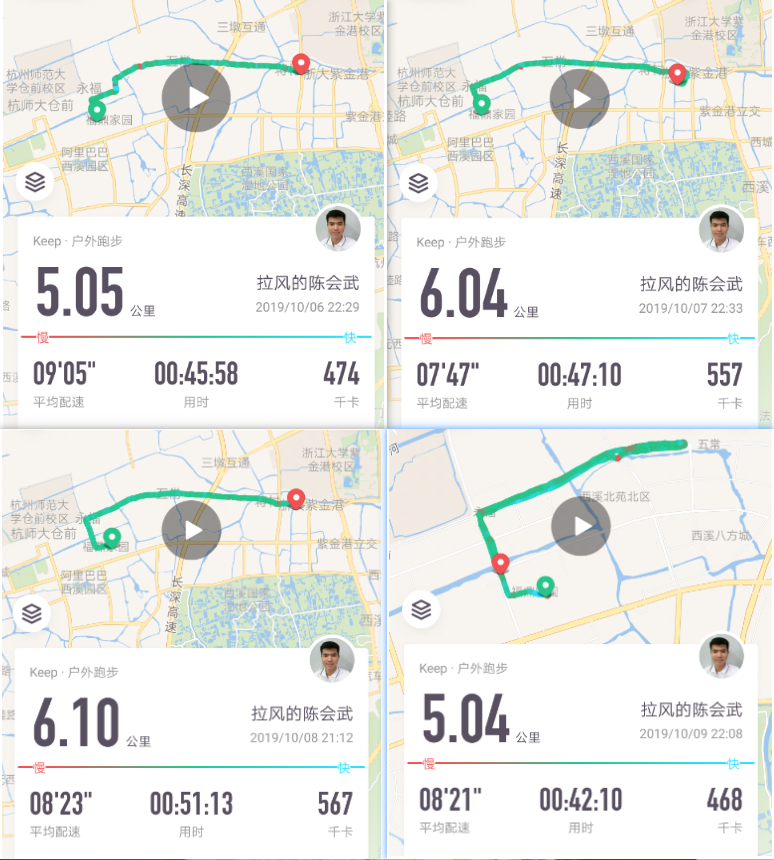 浙江大学紫
金港校区
三墩互通
五常
浙大紫金港
杭州师范大
学仓前校区
永福
杭师大仓前
福鼎家园
紫金港
阿里巴巴
西溪园区
西溪国家
湿地公园
长深高速
Keep · 户外跑步
5.05 公里
拉风的陈会武
2019/10/06 22:29
慢
快
09'05"
00:45:58
474
平均配速
用时
千卡
浙江大学紫
金港校区
三墩互通
五常
紫金港
杭州师范大
学仓前校区
杭师大仓前
福鼎家园
紫金港立交
阿里巴巴
西溪园区
西溪国家
湿地公园
西溪
长深高速
Keep · 户外跑步
6.04 公里
拉风的陈会武
2019/10/07 22:33
慢
快
07'47"
00:47:10
557
平均配速
用时
千卡
浙江大学紫
金港校区
三墩互通
五常
紫金港
杭州师范大
学仓前校区
永福
杭师大仓前
紫金港立交
阿里巴巴
西溪园区
西溪国家
湿地公园
长深高速
Keep · 户外跑步
6.10 公里
拉风的陈会武
2019/10/08 21:12
慢
快
08'23"
00:51:13
567
平均配速
用时
千卡
河
五常
西溪北苑北区
永福
西溪八方城
Keep · 户外跑步
5.04 公里
拉风的陈会武
2019/10/09 22:08
慢
快
08'21"
00:42:10
468
平均配速
用时
千卡